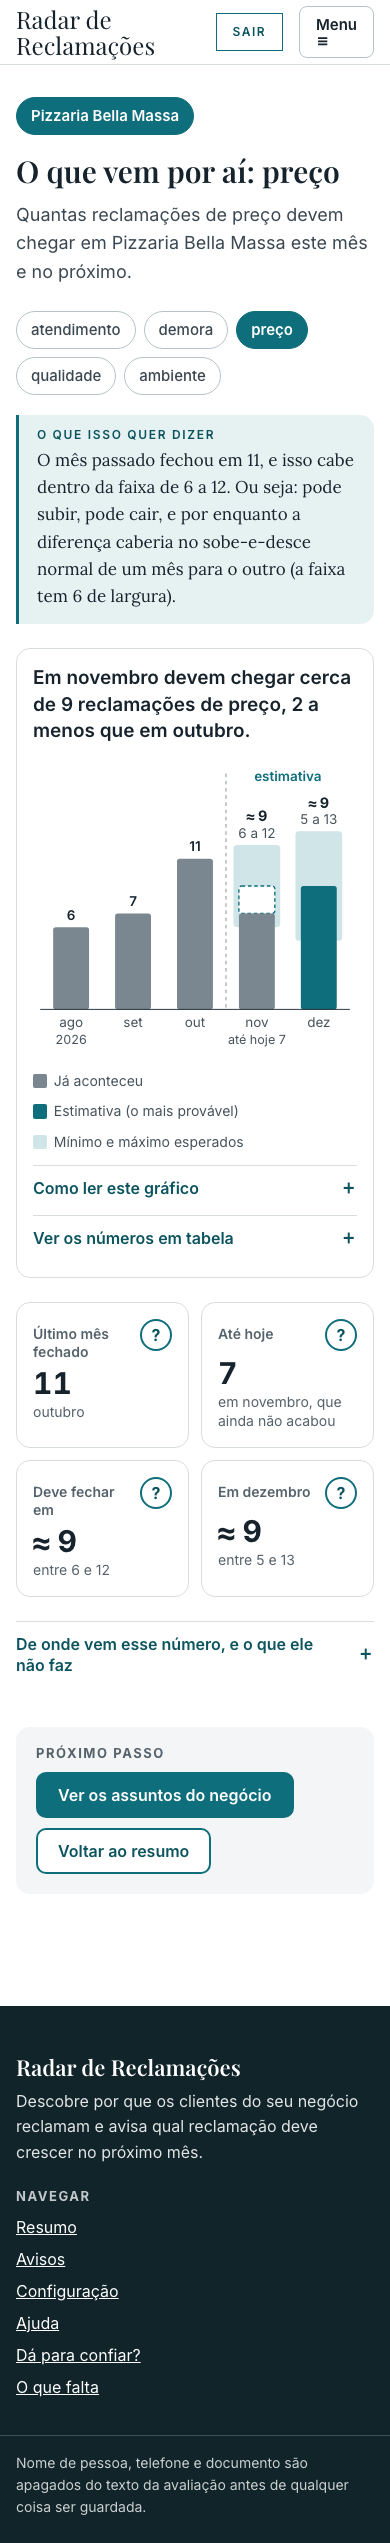 Radar de
Reclamações
SAIR
Menu
≡
Pizzaria Bella Massa
O que vem por aí: preço
Quantas reclamações de preço devem
chegar em Pizzaria Bella Massa este mês
e no próximo.
atendimento
demora
preço
qualidade
ambiente
O QUE ISSO QUER DIZER
O mês passado fechou em 11, e isso cabe
dentro da faixa de 6 a 12. Ou seja: pode
subir, pode cair, e por enquanto a
diferença caberia no sobe-e-desce
normal de um mês para o outro (a faixa
tem 6 de largura).
Em novembro devem chegar cerca
de 9 reclamações de preço, 2 a
menos que em outubro.
estimativa
≈ 9
5 a 13
≈ 9
6 a 12
11
7
6
ago
2026
set
out
nov
até hoje 7
dez
Já aconteceu
Estimativa (o mais provável)
Mínimo e máximo esperados
Como ler este gráfico +
Ver os números em tabela +
Último mês
fechado
?
11
outubro
Até hoje
?
7
em novembro, que
ainda não acabou
Deve fechar
em
?
≈ 9
entre 6 e 12
Em dezembro
?
≈ 9
entre 5 e 13
De onde vem esse número, e o que ele
não faz
+
PRÓXIMO PASSO
Ver os assuntos do negócio
Voltar ao resumo
Radar de Reclamações
Descobre por que os clientes do seu negócio
reclamam e avisa qual reclamação deve
crescer no próximo mês.
NAVEGAR
Resumo
Avisos
Configuração
Ajuda
Dá para confiar?
O que falta
Nome de pessoa, telefone e documento são
apagados do texto da avaliação antes de qualquer
coisa ser guardada.